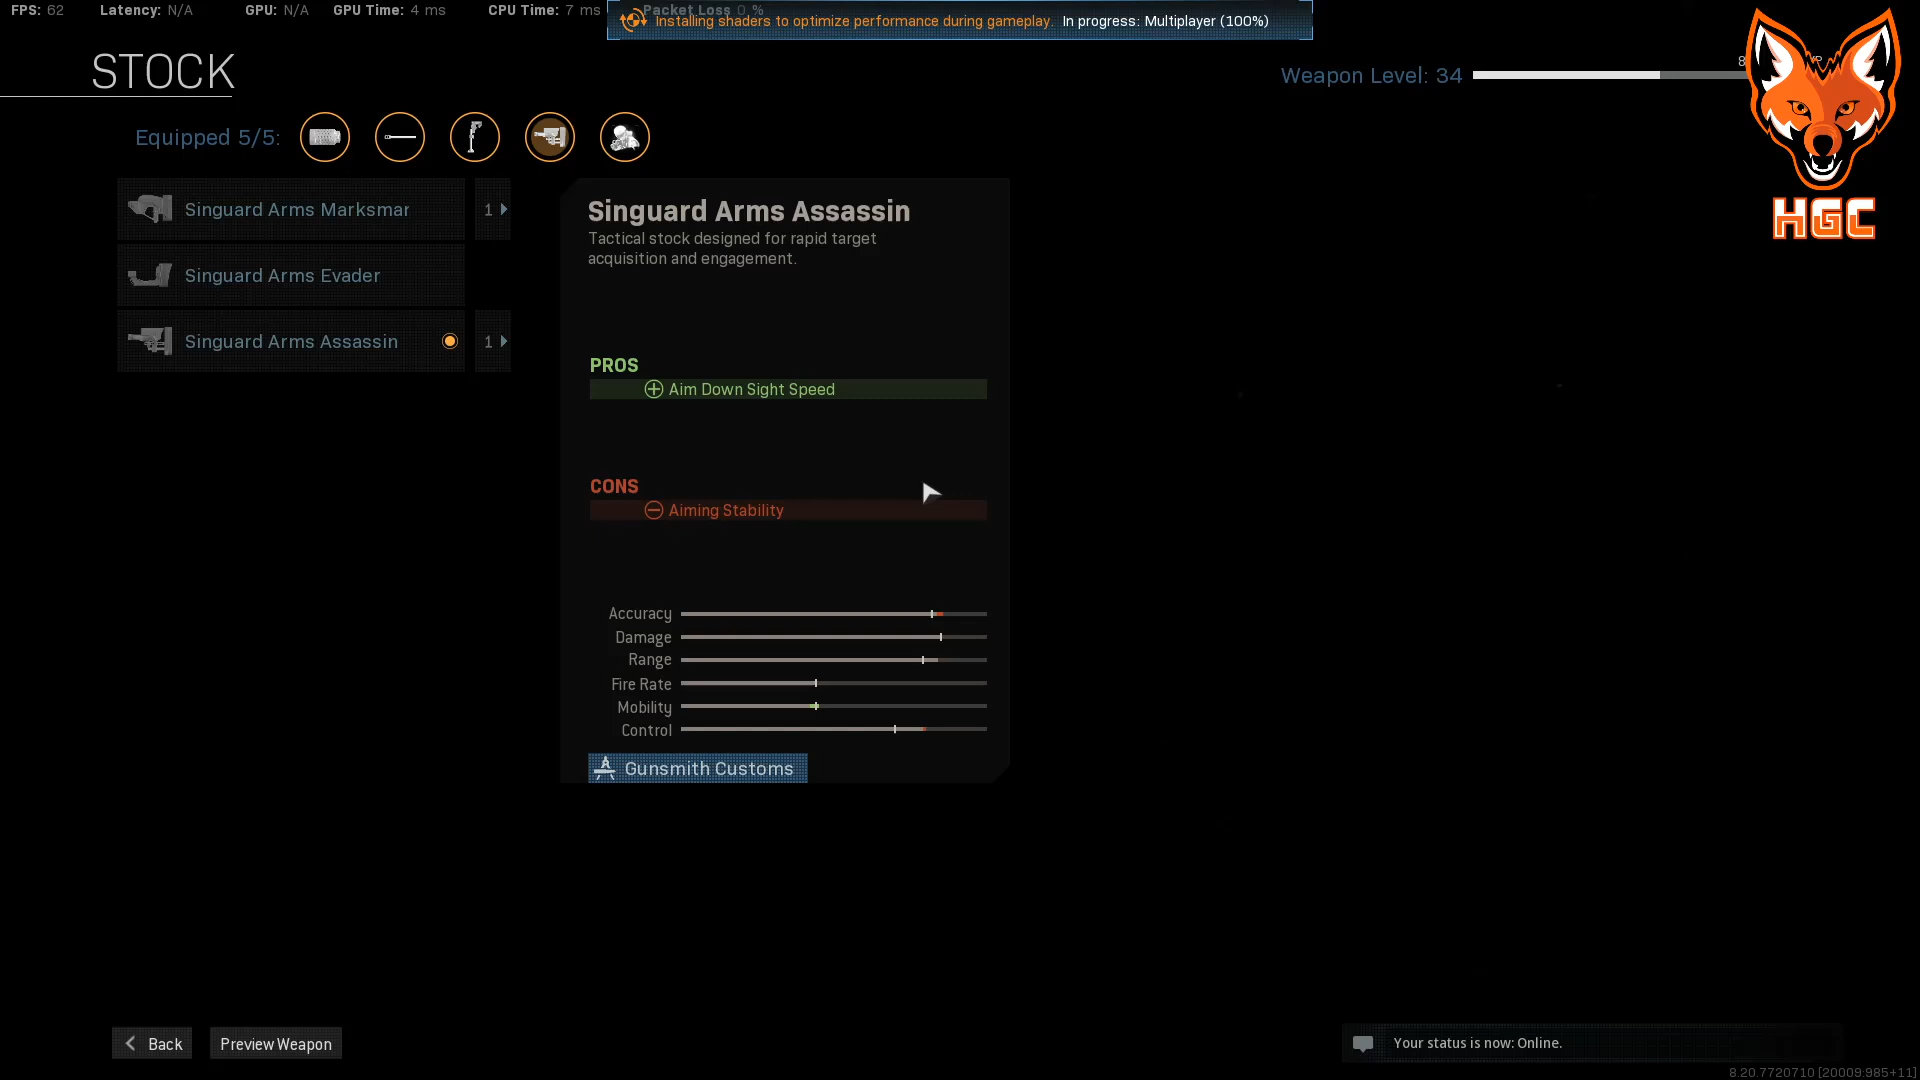 FPS: 62 Latency: N/A GPU: N/A GPU Time: 4 ms CPU Time: 7 ms Packet Loss 0 %
Installing shaders to optimize performance during gameplay. In progress: Multiplayer (100%)
STOCK
Weapon Level: 34
HGC
Equipped 5/5:
Singuard Arms Marksmar
1
Singuard Arms Evader
Singuard Arms Assassin
1
Singuard Arms Assassin
Tactical stock designed for rapid target
acquisition and engagement.
PROS
Aim Down Sight Speed
CONS
Aiming Stability
Accuracy
Damage
Range
Fire Rate
Mobility
Control
Gunsmith Customs
Back
Preview Weapon
Your status is now: Online.
8.20.7720710 [20009:985+11]